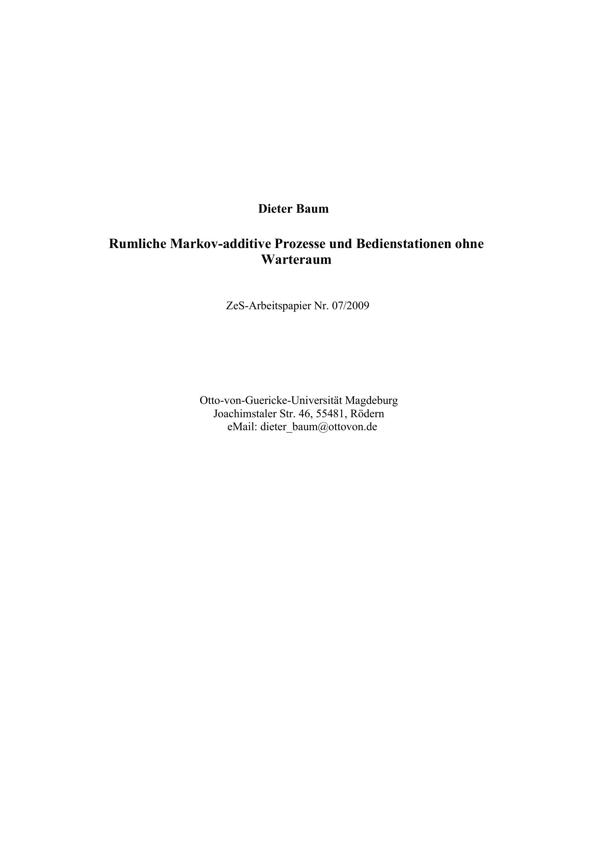 Dieter Baum
Rumliche Markov-additive Prozesse und Bedienstationen ohne
Warteraum
ZeS-Arbeitspapier Nr. 07/2009
Otto-von-Guericke-Universität Magdeburg
Joachimstaler Str. 46, 55481, Rödern
eMail: dieter_baum@ottovon.de